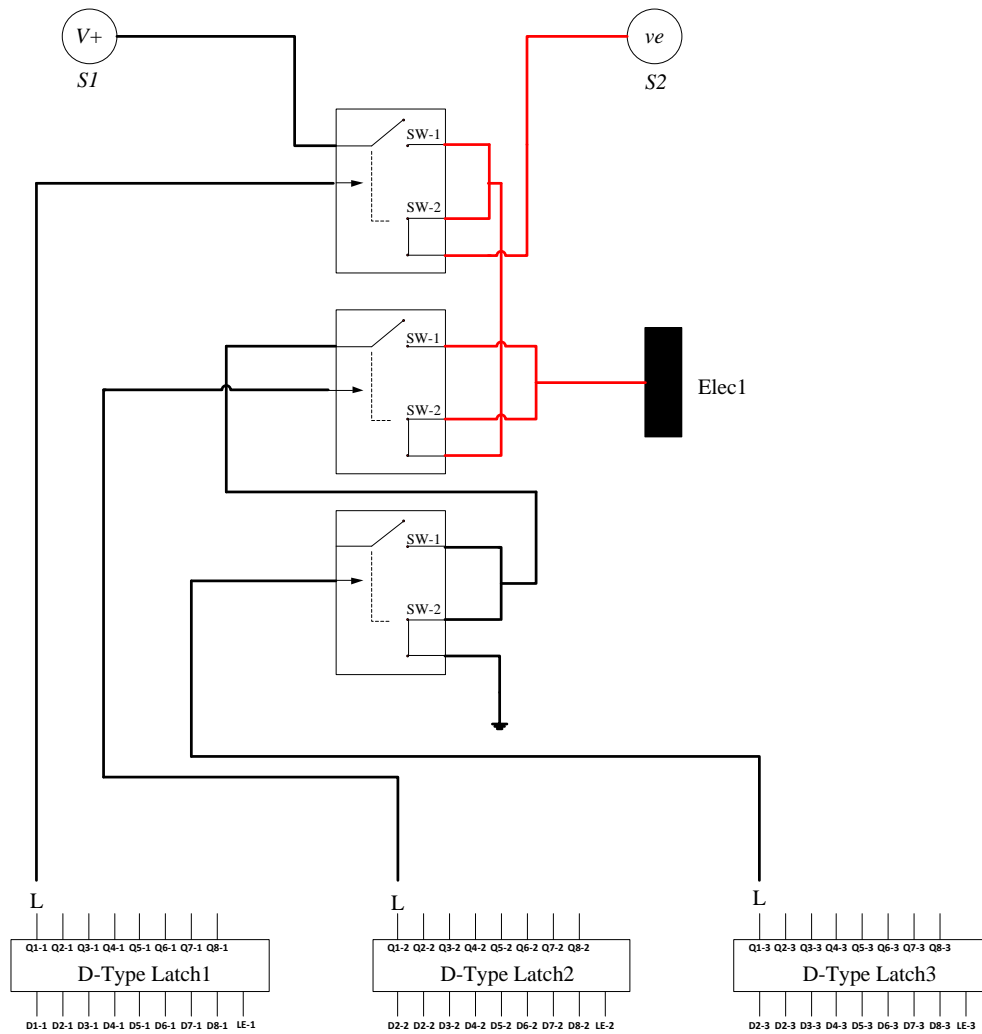 V+
ve
S1
S2
SW-1
SW-2
SW-1
Elec1
SW-2
SW-1
SW-2
L
L
L
Q1-1 Q2-1 Q3-1 Q4-1 Q5-1 Q6-1 Q7-1 Q8-1
Q1-2 Q2-2 Q3-2 Q4-2 Q5-2 Q6-2 Q7-2 Q8-2
Q1-3 Q2-3 Q3-3 Q4-3 Q5-3 Q6-3 Q7-3 Q8-3
D-Type Latch1
D-Type Latch2
D-Type Latch3
D1-1 D2-1 D3-1 D4-1 D5-1 D6-1 D7-1 D8-1 LE-1
D2-2 D2-2 D3-2 D4-2 D5-2 D6-2 D7-2 D8-2 LE-2
D2-3 D2-3 D3-3 D4-3 D5-3 D6-3 D7-3 D8-3 LE-3